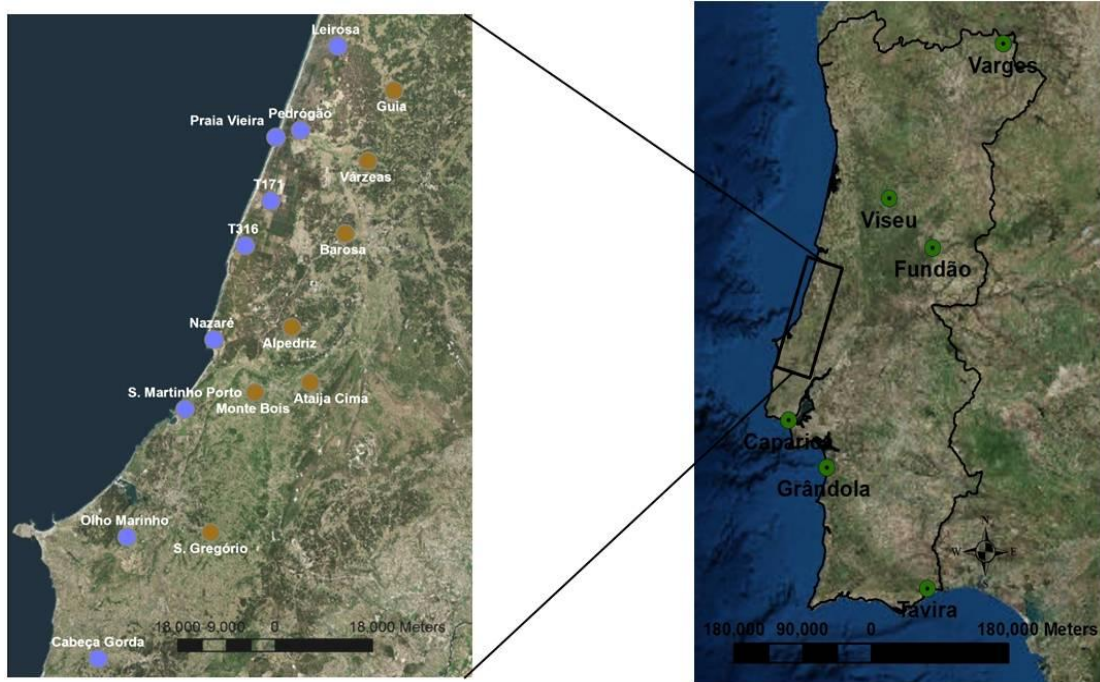 Leirosa
Guia
Praia Vieira
Pedrógão
Várzeas
T171
T316
Barosa
Nazaré
Alpedriz
S. Martinho Porto
Monte Bois
Ataija Cima
Olho Marinho
S. Gregório
18,000 9,000 0 18,000 Meters
Cabeça Gorda
Varges
Viseu
Fundão
Caparica
Grândola
N
W
E
S
Tavira
180,000 90,000 0 180,000 Meters